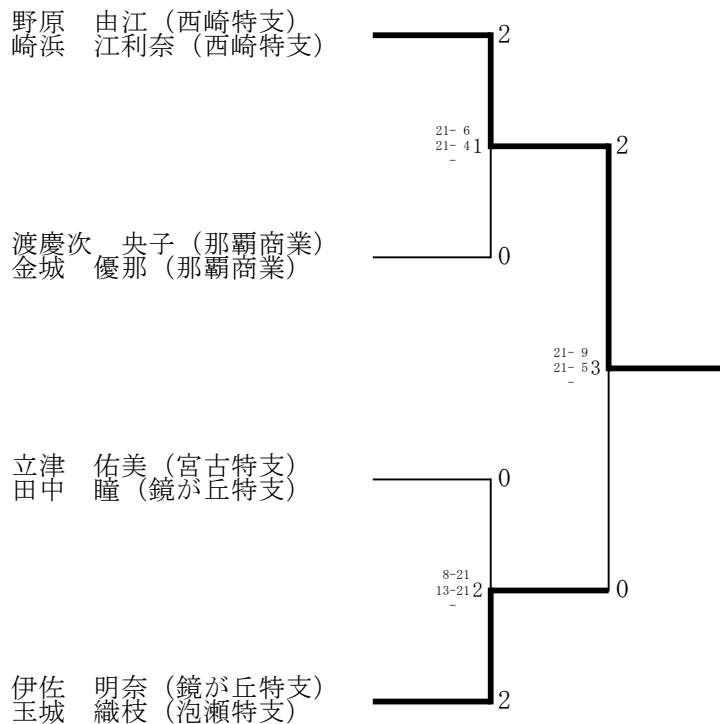 野原　由江（西崎特支）
崎浜　江利奈（西崎特支）
2
21- 6
21- 4 1
-
2
渡慶次　央子（那覇商業）
金城　優那（那覇商業）
0
21- 9
21- 5 3
-
立津　佑美（宮古特支）
田中　瞳（鏡が丘特支）
0
8-21
13-21 2
-
0
伊佐　明奈（鏡が丘特支）
玉城　織枝（泡瀬特支）
2